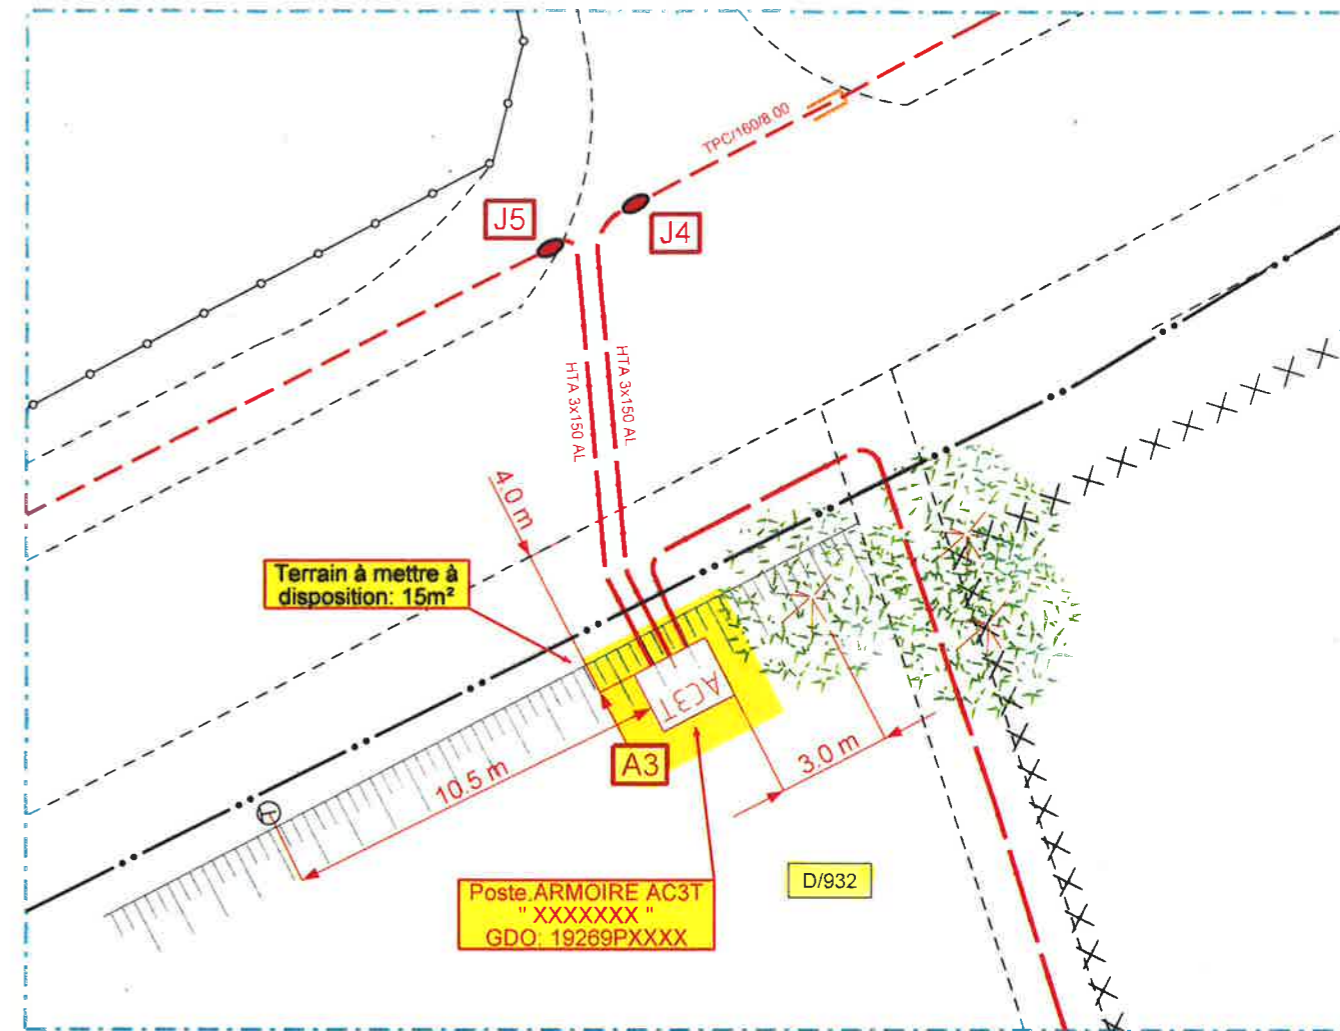 TPC/160/8.00
J5
J4
HTA 3x150 AL
HTA 3x150 AL
4.0 m
Terrain à mettre à
disposition: 15m²
AC3T
A3
10.5 m
3.0 m
T
D/932
Poste.ARMOIRE AC3T
" XXXXXXX "
GDO: 19269PXXXX